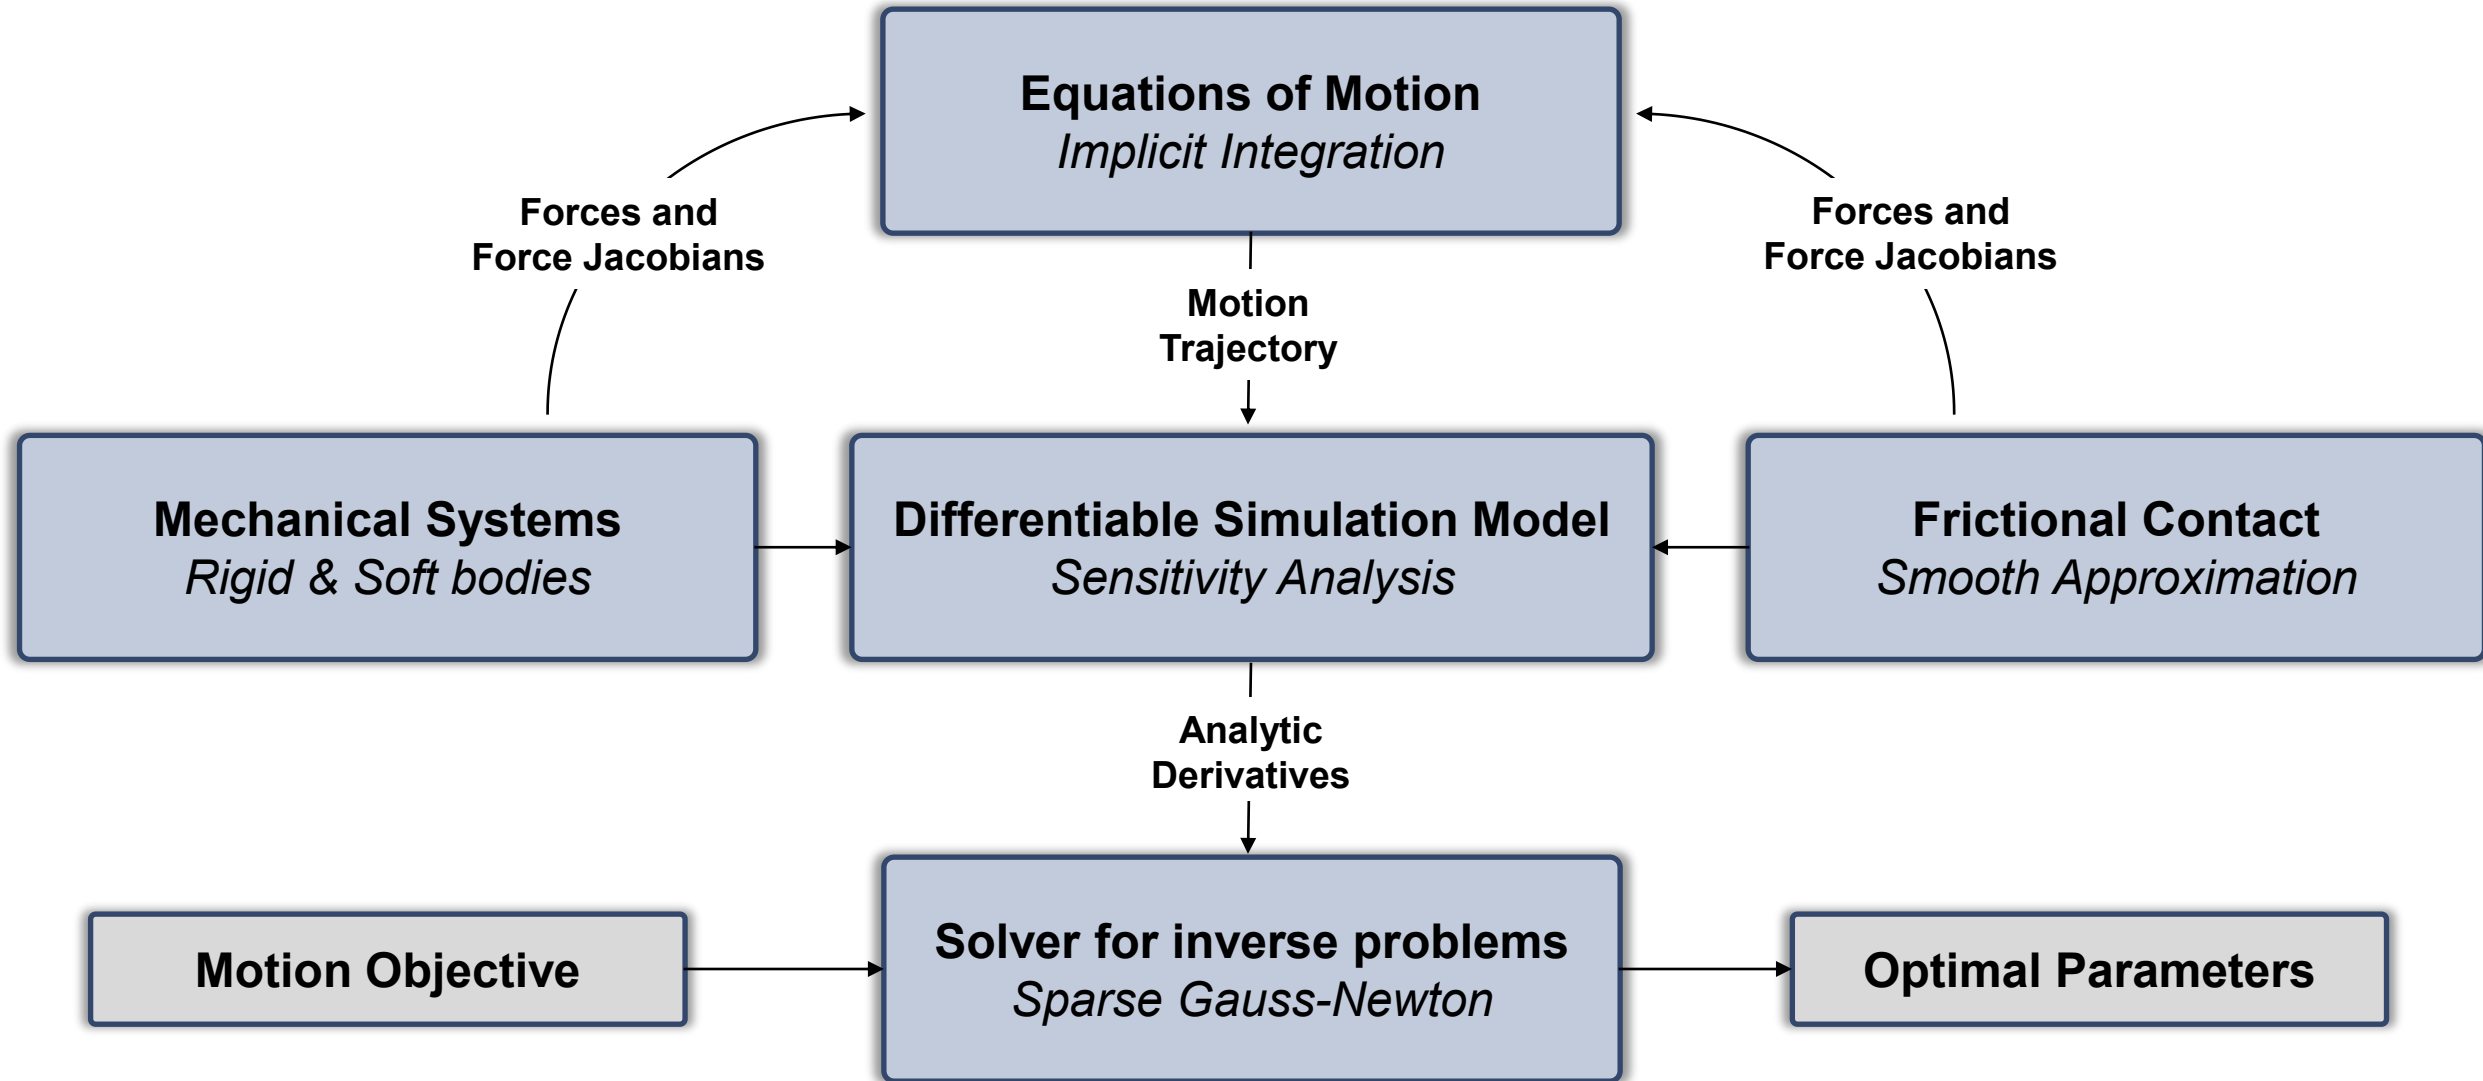 Equations of Motion
Implicit Integration
Forces and
Force Jacobians
Forces and
Force Jacobians
Motion
Trajectory
Mechanical Systems
Rigid & Soft bodies
Differentiable Simulation Model
Sensitivity Analysis
Frictional Contact
Smooth Approximation
Analytic
Derivatives
Motion Objective
Solver for inverse problems
Sparse Gauss-Newton
Optimal Parameters